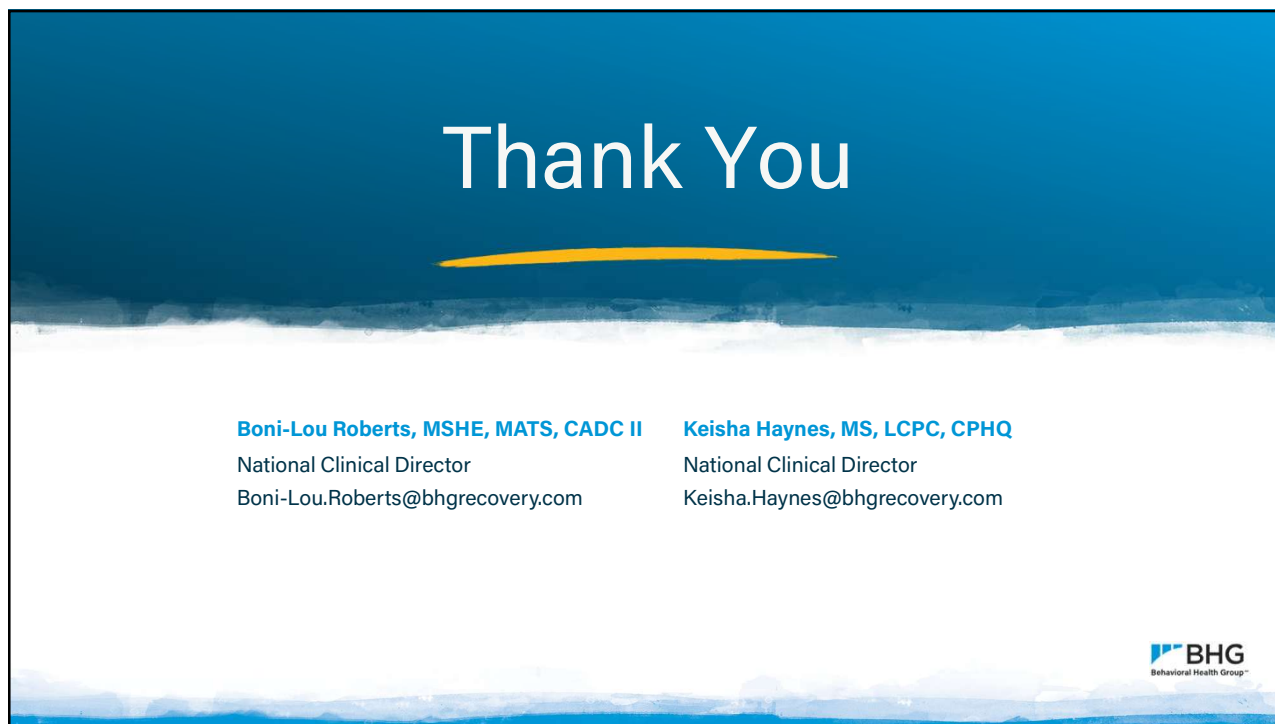 Thank You
Boni-Lou Roberts, MSHE, MATS, CADC II
National Clinical Director
Boni-Lou.Roberts@bhgrecovery.com
Keisha Haynes, MS, LCPC, CPHQ
National Clinical Director
Keisha.Haynes@bhgrecovery.com
BHG
Behavioral Health Group℠